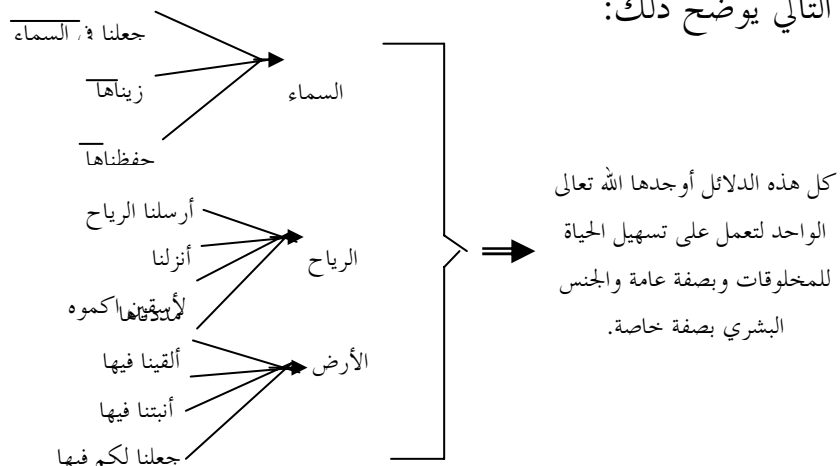 التالي يوضح ذلك:
جعلنا في السماء
زيناها
السماء
حفظناها
كل هذه الدلائل أوجدها الله تعالى
الواحد لتعمل على تسهيل الحياة
للمخلوقات وبصفة عامة والجنس
البشري بصفة خاصة.
أرسلنا الرياح
أنزلنا
الرياح
مددناها
ألقينا فيها
الأرض
أنبتنا فيها
جعلنا لكم فيها